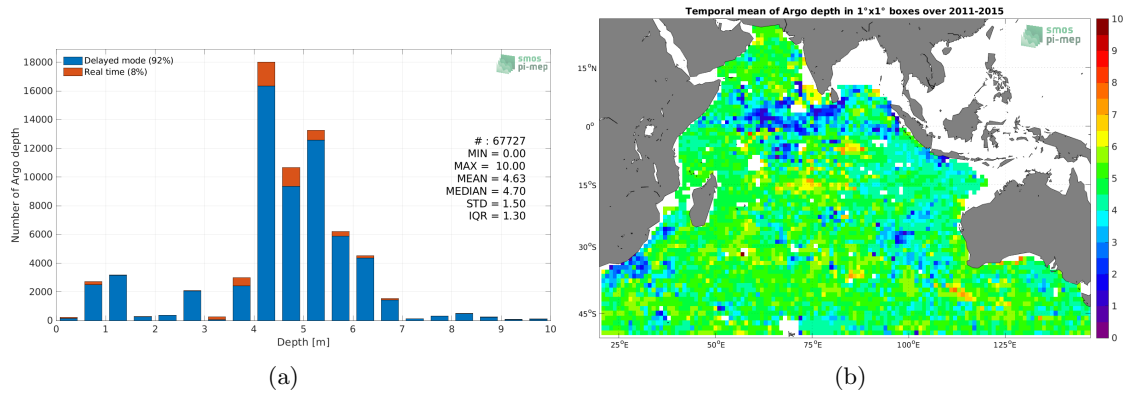 Delayed mode (92%)
Real time (8%)
smos
pi-mep
18000
16000
14000
12000
10000
8000
6000
4000
2000
0
Number of Argo depth
# : 67727
MIN = 0.00
MAX = 10.00
MEAN = 4.63
MEDIAN = 4.70
STD = 1.50
IQR = 1.30
0 1 2 3 4 5 6 7 8 9 10
Depth [m]
(a)
Temporal mean of Argo depth in 1°x1° boxes over 2011-2015
smos
pi-mep
15°N
0°
15°S
30°S
45°S
25°E 50°E 75°E 100°E 125°E
10
9
8
7
6
5
4
3
2
1
0
(b)